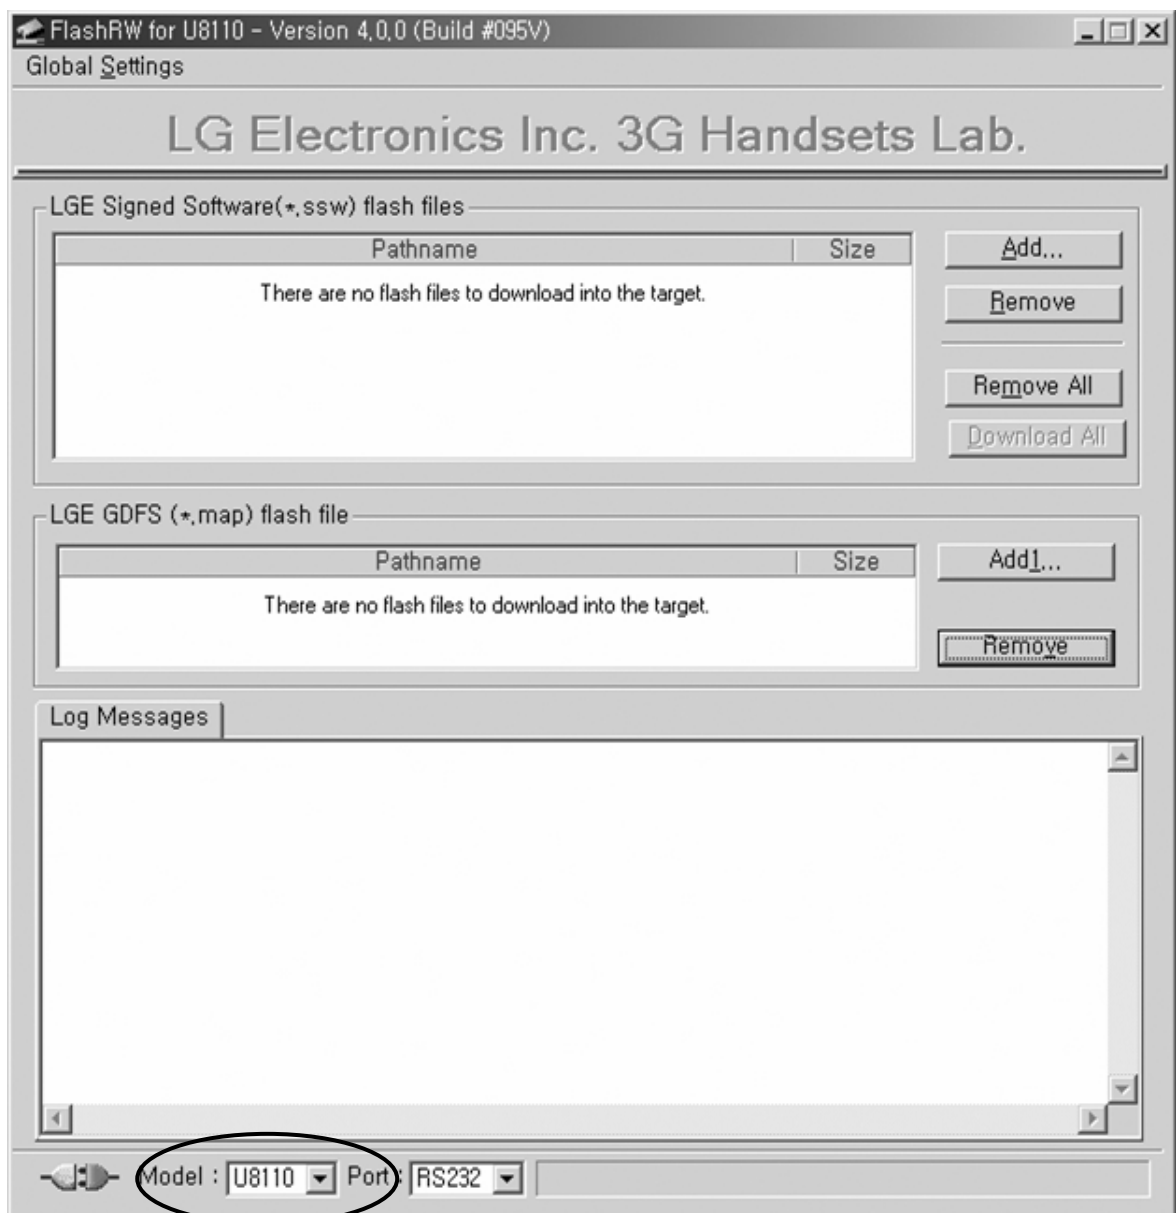 FlashRW for U8110 - Version 4,0,0 (Build #095V)
Global Settings
LG Electronics Inc. 3G Handsets Lab.
LGE Signed Software(*,ssw) flash files
Pathname Size
There are no flash files to download into the target.
Add...
Remove
Remove All
Download All
LGE GDFS (*,map) flash file
Pathname Size
There are no flash files to download into the target.
Add1...
Remove
Log Messages
Model : U8110 Port : RS232